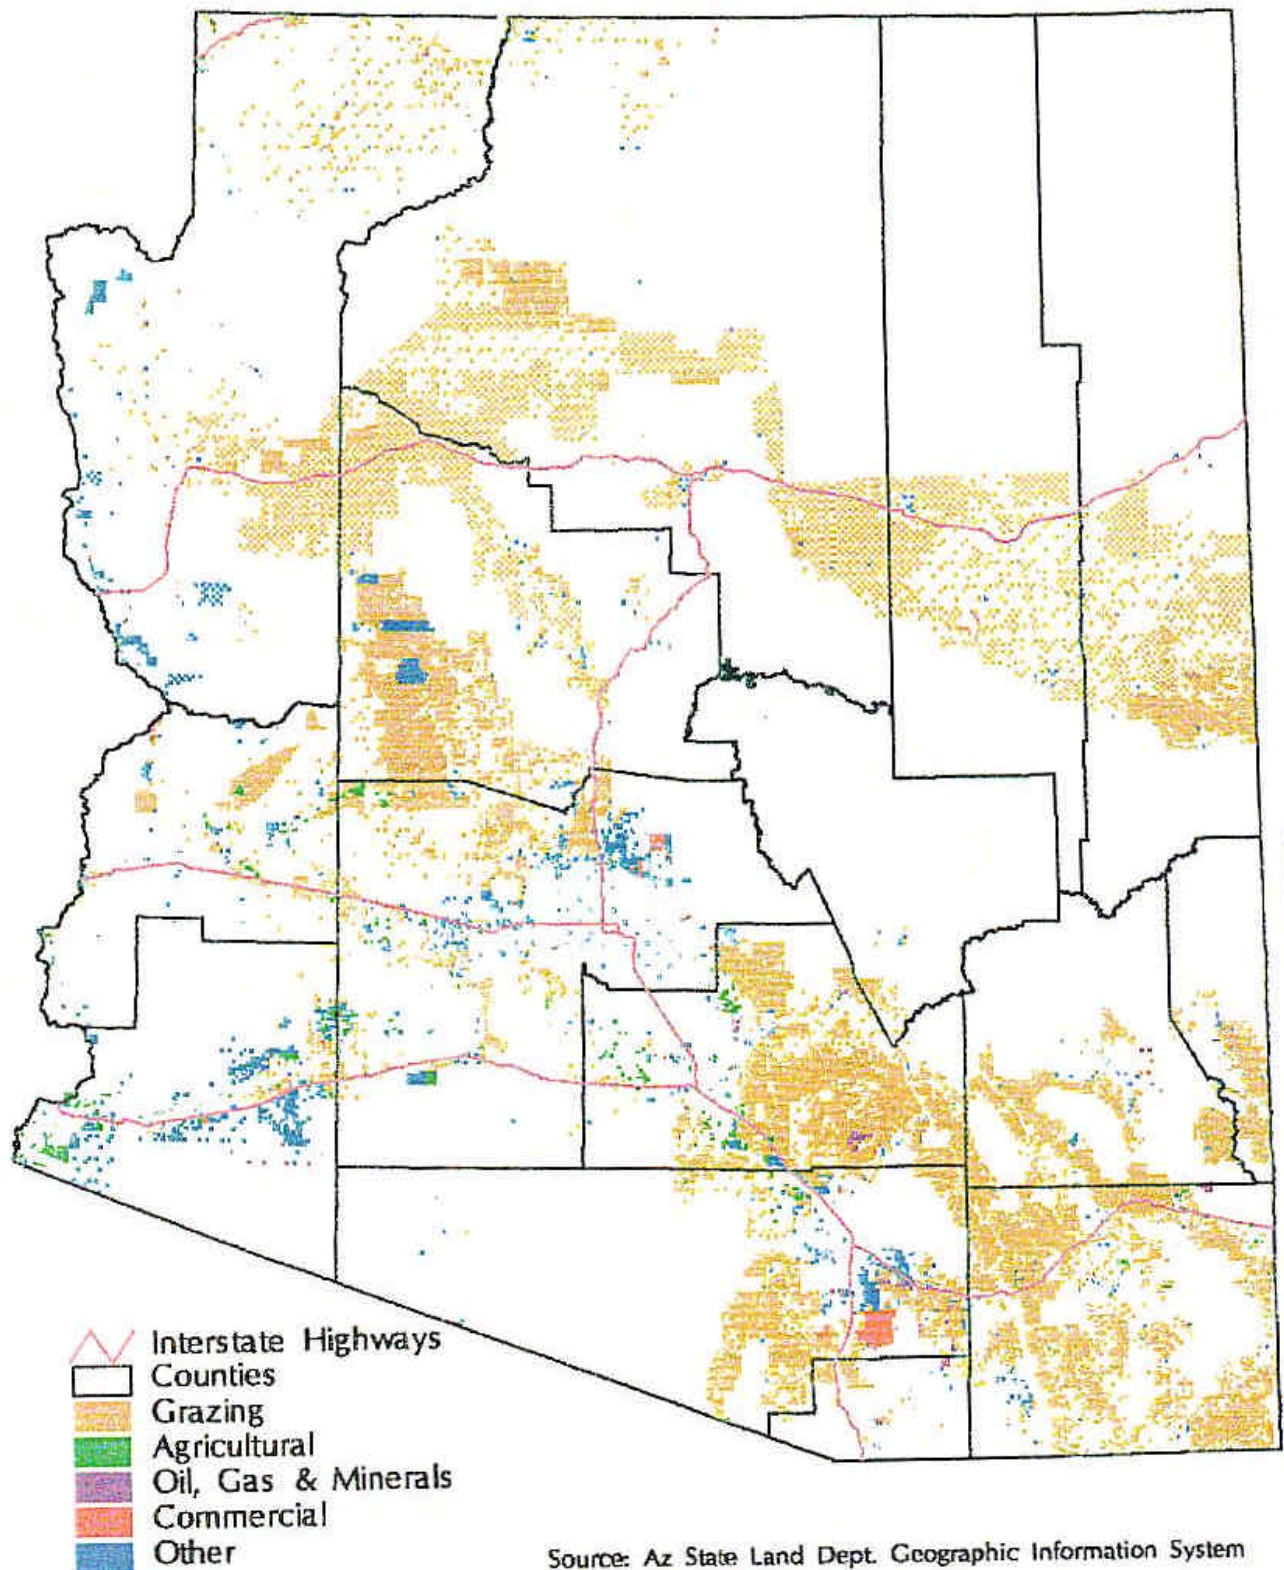 Interstate Highways
Counties
Grazing
Agricultural
Oil, Gas & Minerals
Commercial
Other
Source: Az State Land Dept. Geographic Information System